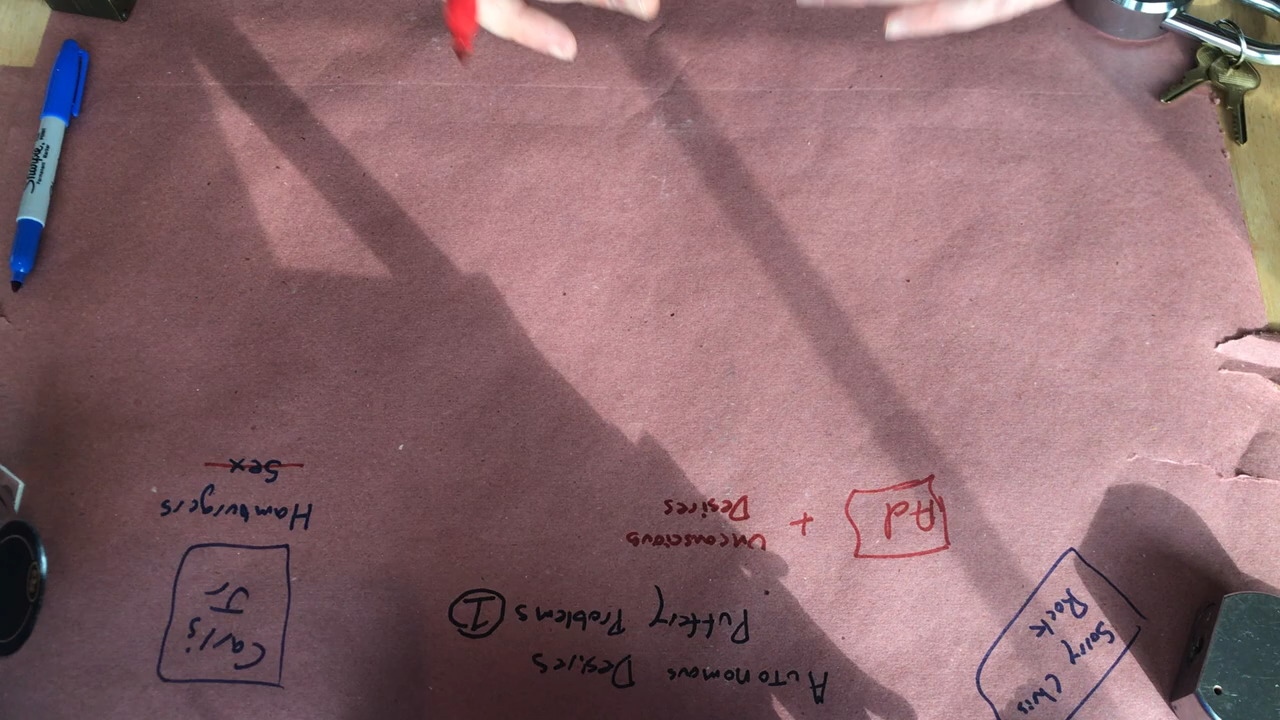 Autonomous Desires
Puffery Problems I
Unconscious
Desires
+
Ad
Carl's
Jr
Hamburgers
Sex
Sorry Chris
Rock
Sharpie